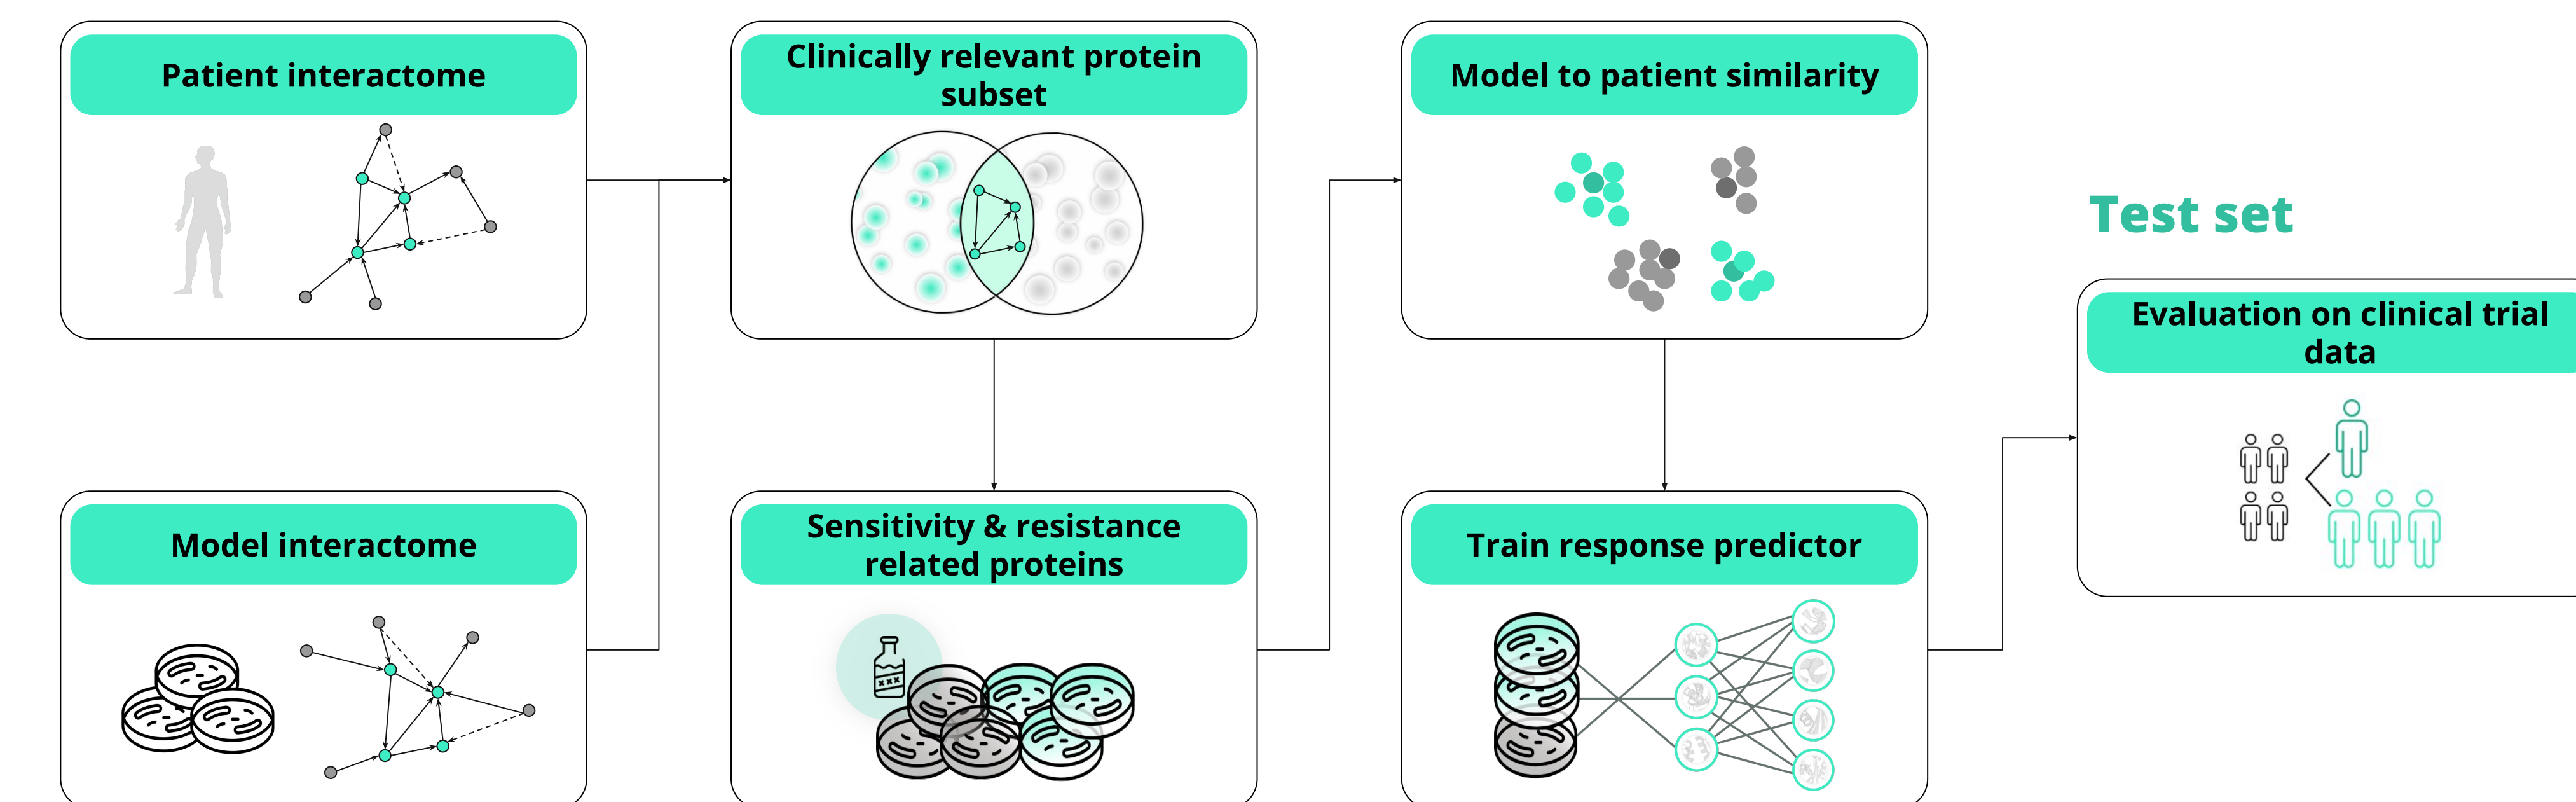 Patient interactome
Clinically relevant protein
subset
Model to patient similarity
Test set
Evaluation on clinical trial
data
Model interactome
Sensitivity & resistance
related proteins
Train response predictor
xxx